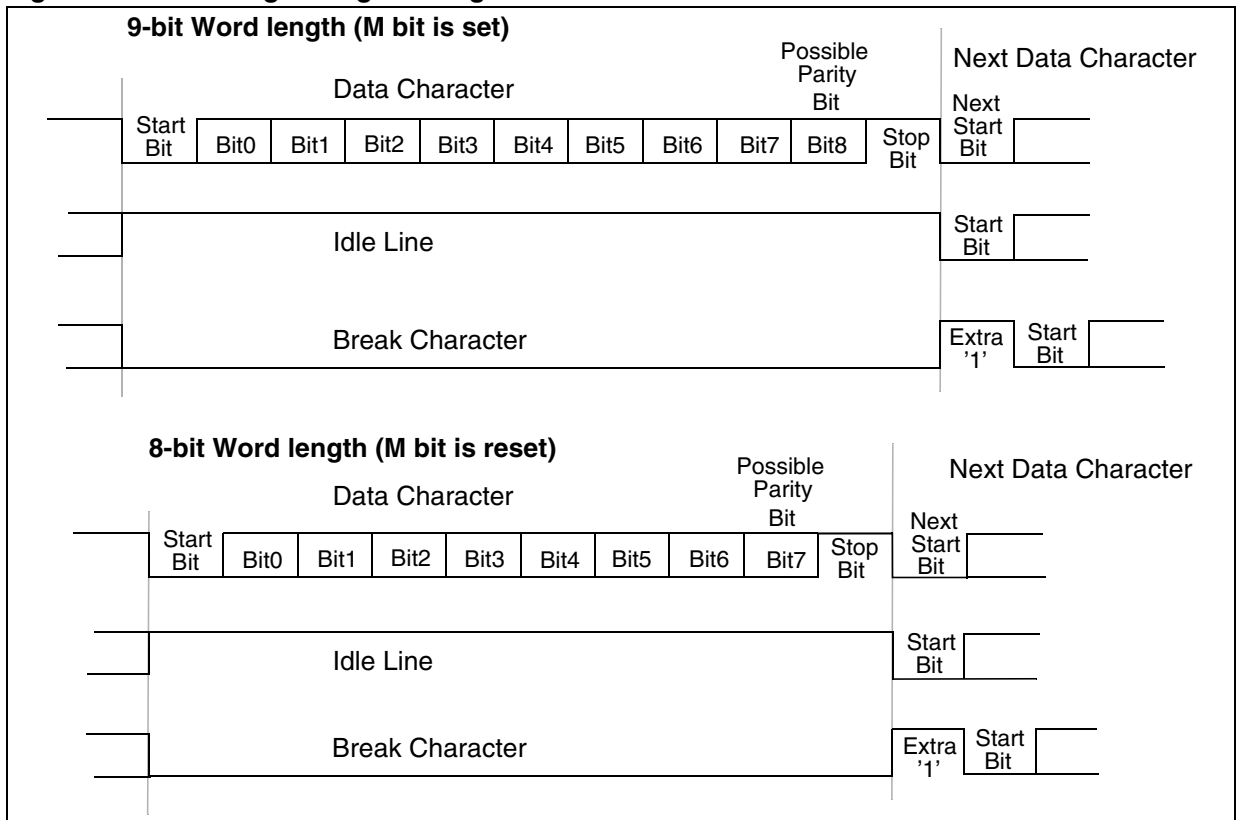 9-bit Word length (M bit is set)
Possible
Parity
Bit
Next Data Character
Data Character
Next
Start
Bit
Start
Bit
Bit0
Bit1
Bit2
Bit3
Bit4
Bit5
Bit6
Bit7
Bit8
Stop
Bit
Idle Line
Start
Bit
Break Character
Extra
'1'
Start
Bit
8-bit Word length (M bit is reset)
Possible
Parity
Bit
Next Data Character
Data Character
Next
Start
Bit
Start
Bit
Bit0
Bit1
Bit2
Bit3
Bit4
Bit5
Bit6
Bit7
Stop
Bit
Idle Line
Start
Bit
Break Character
Extra
'1'
Start
Bit